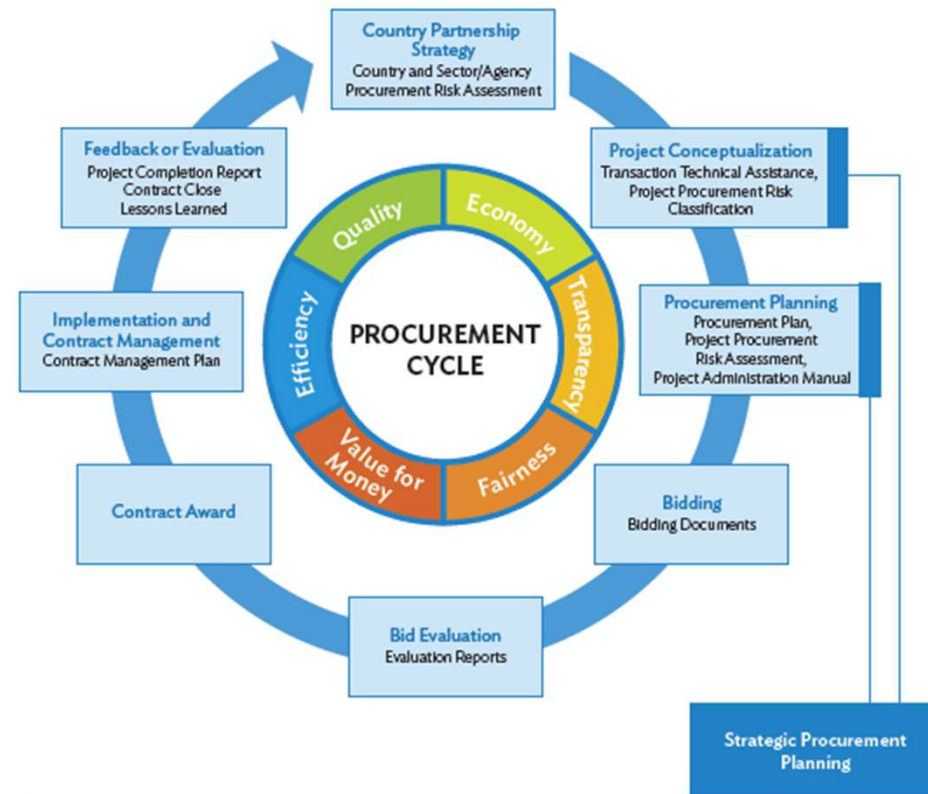 Country Partnership
Strategy
Country and Sector/Agency
Procurement Risk Assessment
Project Conceptualization
Transaction Technical Assistance,
Project Procurement Risk
Classification
Procurement Planning
Procurement Plan,
Project Procurement
Risk Assessment,
Project Administration Manual
Bidding
Bidding Documents
Bid Evaluation
Evaluation Reports
Contract Award
Implementation and
Contract Management
Contract Management Plan
Feedback or Evaluation
Project Completion Report
Contract Close
Lessons Learned
Quality
Economy
Transparency
Fairness
Value for
Money
Efficiency
PROCUREMENT
CYCLE
Strategic Procurement
Planning